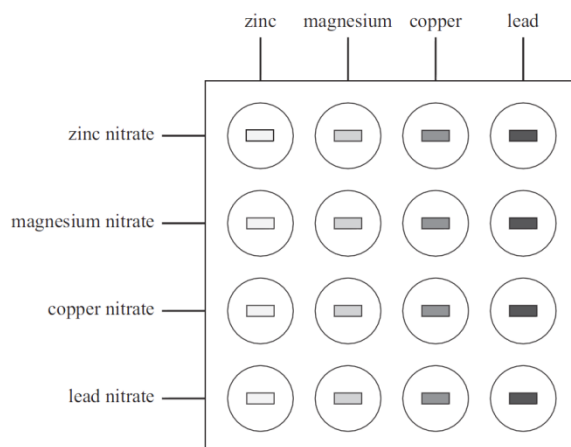 zinc
magnesium
copper
lead
zinc nitrate
magnesium nitrate
copper nitrate
lead nitrate